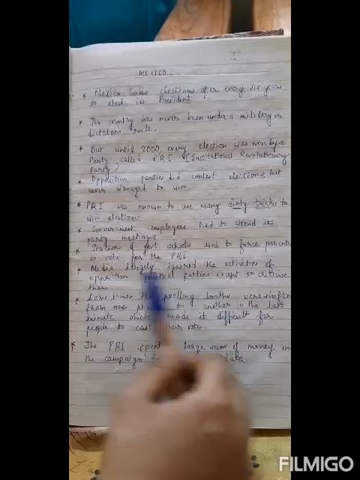 MEXICO
* Mexico holds elections after every six years
to elect its President
* The country has never been under a military or
dictators rule.
* But until 2000 every election was won by a
Party called P.R.I (Institutional Revolutionary
Party)
* Opposition parties did contest elections but
never managed to win
* PRI was known to use many dirty tricks to
win elections
* Government employees had to attend its
party meetings
* Teachers of govt schools used to force parents
to vote for the PRI
* Media largely ignored the activities of
opposition political parties except to criticise
them
* Sometimes the polling booths were shifted
from one place to another in the last
minute which made it difficult for
people to cast their vote
* The PRI spent large sum of money in
the campaign
FILMIGO